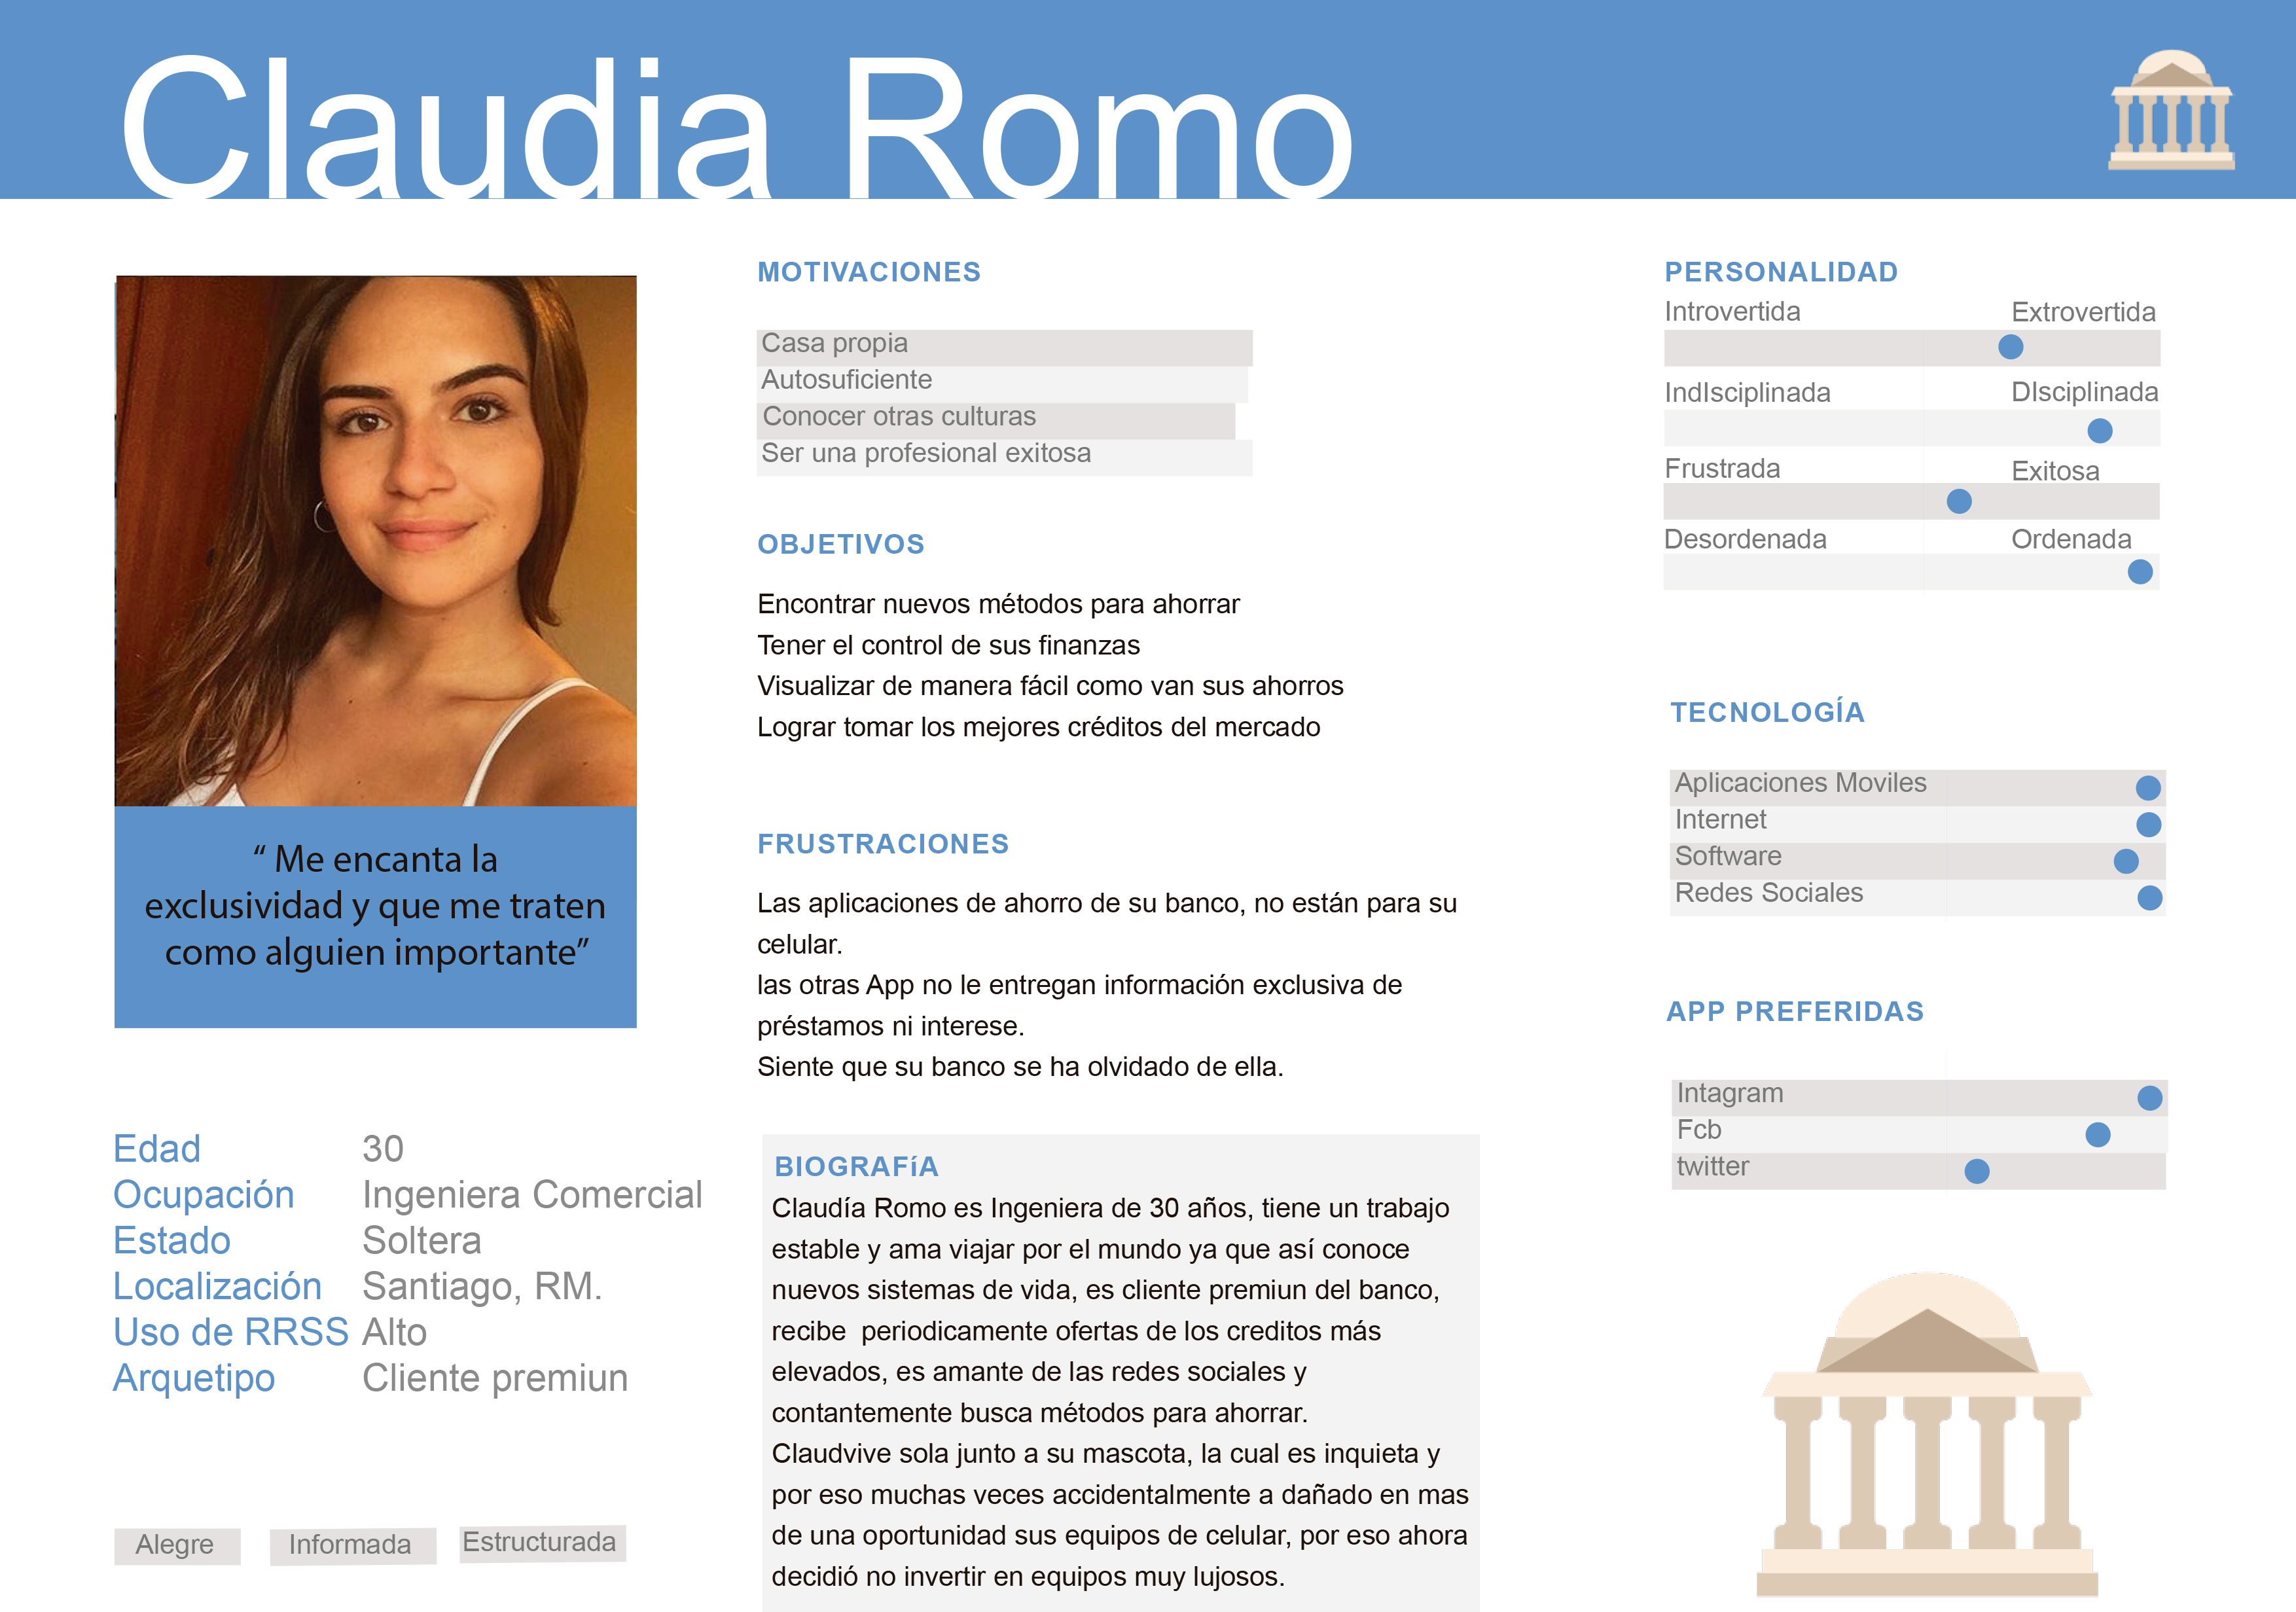 Claudia Romo
“ Me encanta la
exclusividad y que me traten
como alguien importante”
Edad 30
Ocupación Ingeniera Comercial
Estado Soltera
Localización Santiago, RM.
Uso de RRSS Alto
Arquetipo Cliente premiun
Alegre Informada Estructurada
MOTIVACIONES
Casa propia
Autosuficiente
Conocer otras culturas
Ser una profesional exitosa
OBJETIVOS
Encontrar nuevos métodos para ahorrar
Tener el control de sus finanzas
Visualizar de manera fácil como van sus ahorros
Lograr tomar los mejores créditos del mercado
FRUSTRACIONES
Las aplicaciones de ahorro de su banco, no están para su
celular.
las otras App no le entregan información exclusiva de
préstamos ni interese.
Siente que su banco se ha olvidado de ella.
BIOGRAFíA
Claudía Romo es Ingeniera de 30 años, tiene un trabajo
estable y ama viajar por el mundo ya que así conoce
nuevos sistemas de vida, es cliente premiun del banco,
recibe  periodicamente ofertas de los creditos más
elevados, es amante de las redes sociales y
contantemente busca métodos para ahorrar.
Claudvive sola junto a su mascota, la cual es inquieta y
por eso muchas veces accidentalmente a dañado en mas
de una oportunidad sus equipos de celular, por eso ahora
decidió no invertir en equipos muy lujosos.
PERSONALIDAD
Introvertida Extrovertida
IndIsciplinada DIsciplinada
Frustrada Exitosa
Desordenada Ordenada
TECNOLOGÍA
Aplicaciones Moviles
Internet
Software
Redes Sociales
APP PREFERIDAS
Intagram
Fcb
twitter